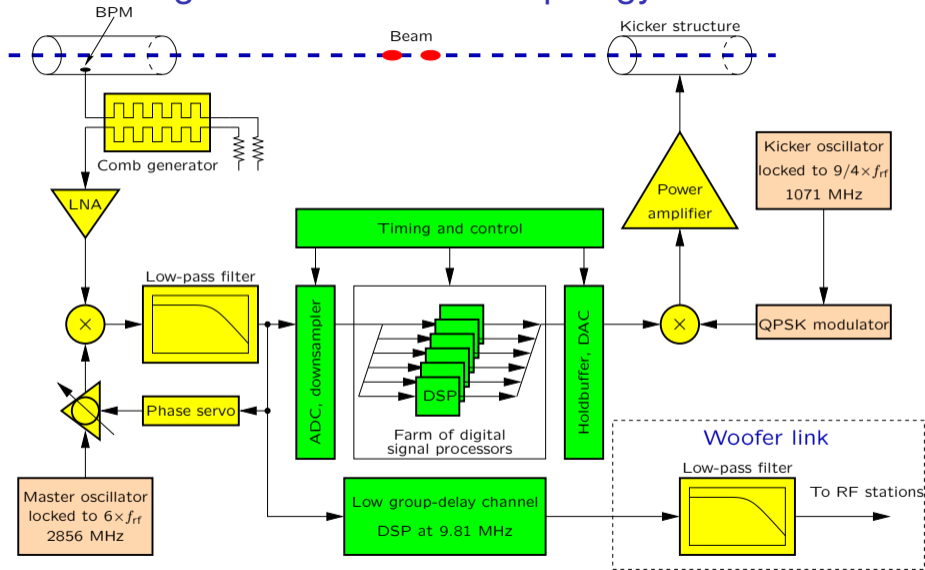 BPM
Beam
Kicker structure
Comb generator
LNA
Power
amplifier
Kicker oscillator
locked to 9/4×frf
1071 MHz
Timing and control
Low-pass filter
×
ADC, downsampler
DSP
Farm of digital
signal processors
Holdbuffer, DAC
×
QPSK modulator
Phase servo
Master oscillator
locked to 6×frf
2856 MHz
Low group-delay channel
DSP at 9.81 MHz
Woofer link
Low-pass filter
To RF stations